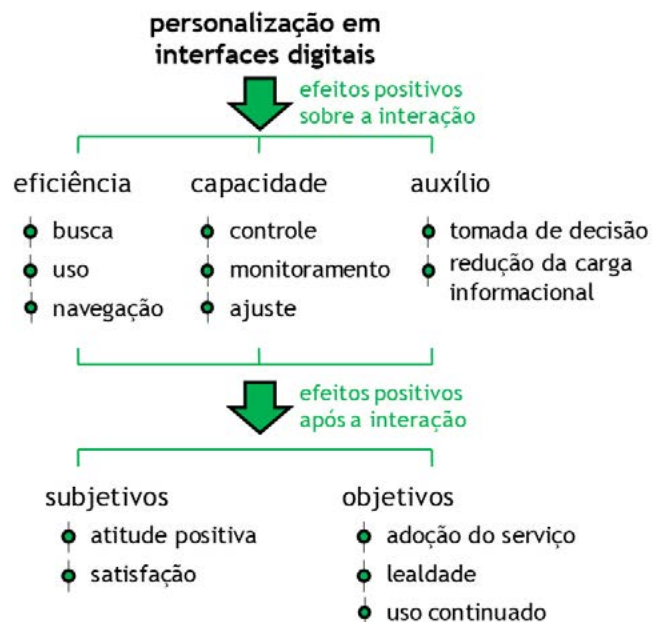 personalização em
interfaces digitais
efeitos positivos
sobre a interação
eficiência
busca
uso
navegação
capacidade
controle
monitoramento
ajuste
auxílio
tomada de decisão
redução da carga
informacional
efeitos positivos
após a interação
subjetivos
atitude positiva
satisfação
objetivos
adoção do serviço
lealdade
uso continuado